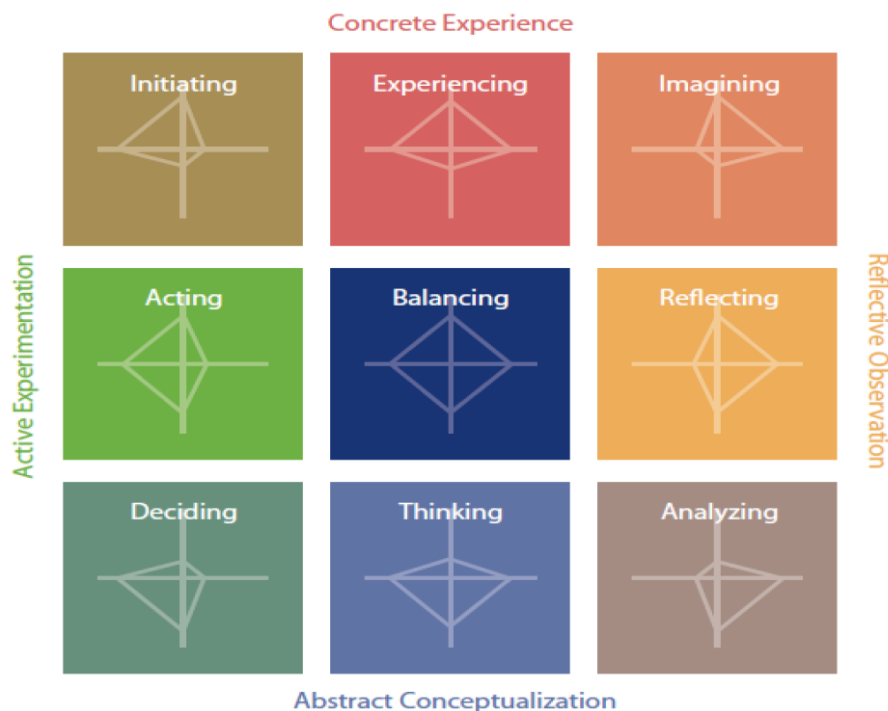 Concrete Experience
Initiating
Experiencing
Imagining
Active Experimentation
Acting
Balancing
Reflecting
Reflective Observation
Deciding
Thinking
Analyzing
Abstract Conceptualization